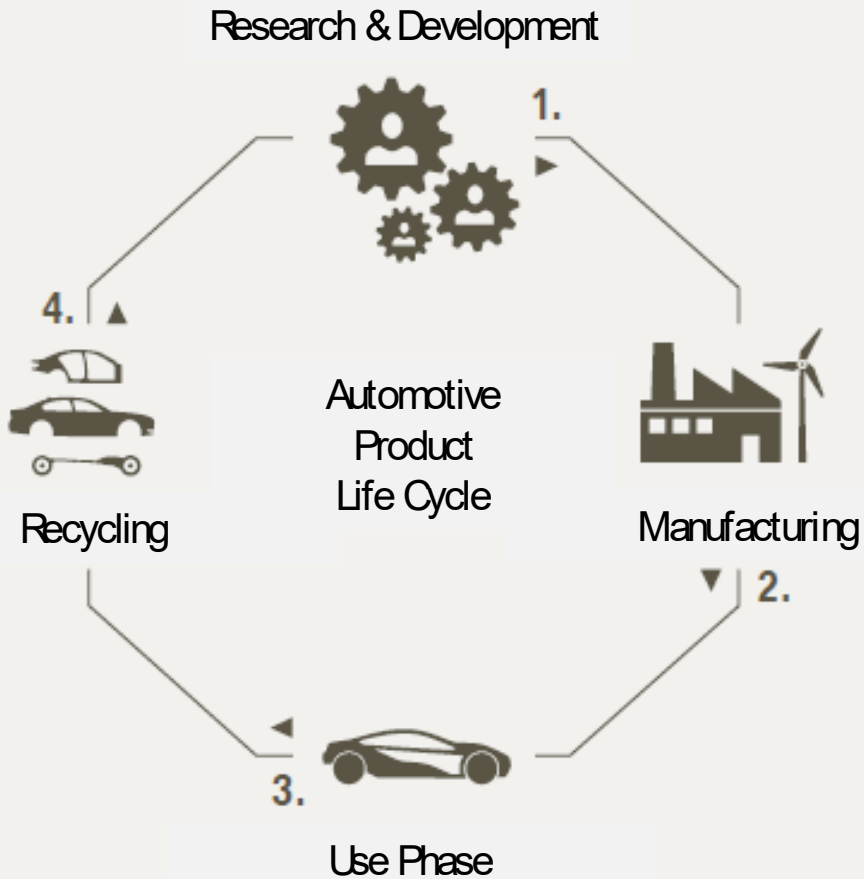 Research & Development
1.
4.
Automotive
Product
Life Cycle
Recycling
Manufacturing
2.
3.
Use Phase